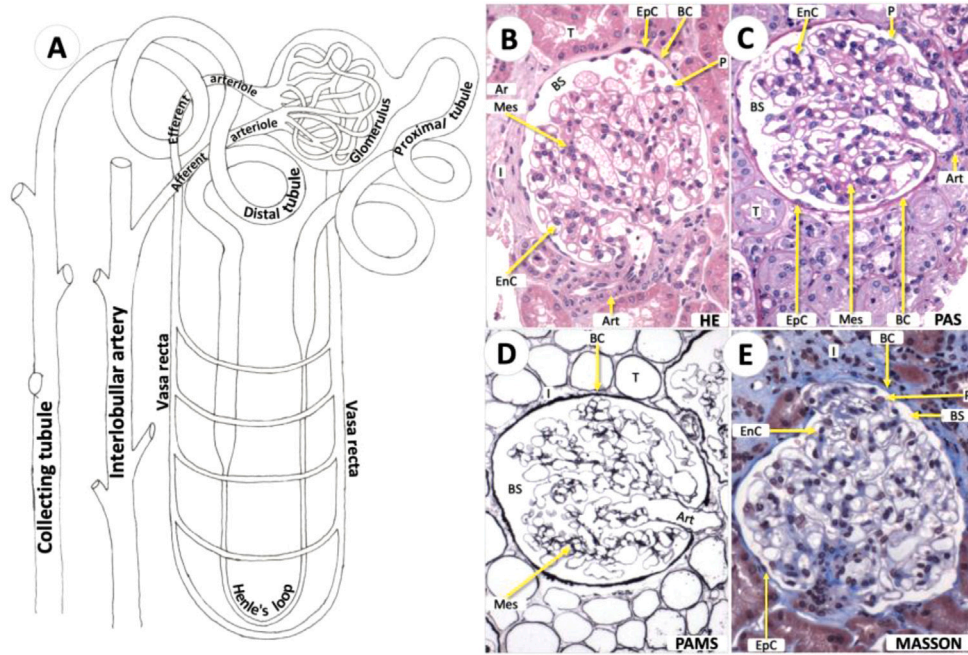 A
Efferent
arteriole
Afferent
arteriole
Glomerulus
Proximal tubule
Distal tubule
Collecting tubule
Interlobullar artery
Vasa recta
Vasa recta
Henle's loop
B
EpC
BC
T
BS
P
Ar
Mes
I
EnC
Art
HE
C
EnC
P
BS
Art
T
EpC
Mes
BC
PAS
D
BC
I
T
BS
Art
Mes
PAMS
E
I
BC
P
BS
EnC
EpC
MASSON